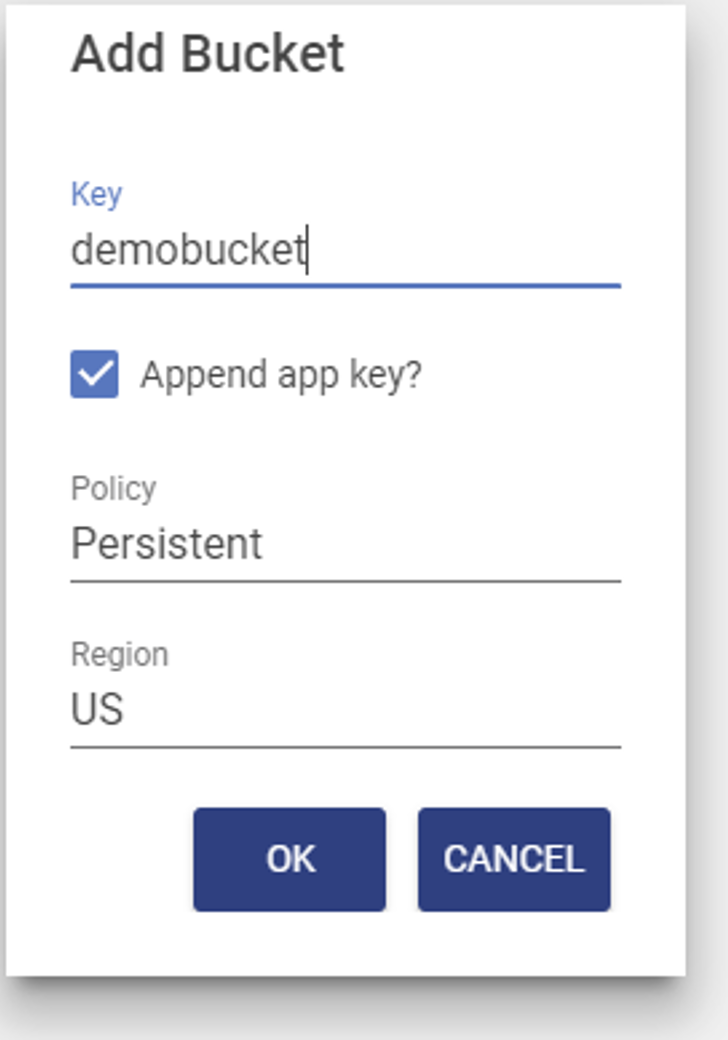 Add Bucket
Key
demobucket
Append app key?
Policy
Persistent
Region
US
OK CANCEL